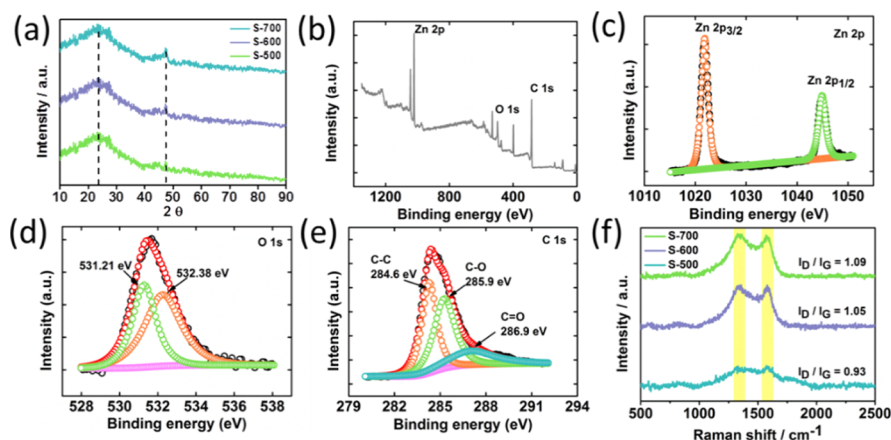 (a)
S-700
S-600
S-500
Intensity / a.u.
10 20 30 40 50 60 70 80 90
2 θ
(b)
Zn 2p
O 1s
C 1s
Intensity (a.u.)
1200 800 400 0
Binding energy (eV)
(c)
Zn 2p3/2
Zn 2p
Zn 2p1/2
Intensity (a.u.)
1010 1020 1030 1040 1050
Binding energy (eV)
(d)
O 1s
531.21 eV
532.38 eV
Intensity (a.u.)
528 530 532 534 536 538
Binding energy (eV)
(e)
C 1s
C-C
284.6 eV
C-O
285.9 eV
C=O
286.9 eV
Intensity (a.u.)
279 282 285 288 291 294
Binding energy (eV)
(f)
S-700
S-600
S-500
ID / IG = 1.09
ID / IG = 1.05
ID / IG = 0.93
Intensity / a.u.
500 1000 1500 2000 2500
Raman shift / cm-1